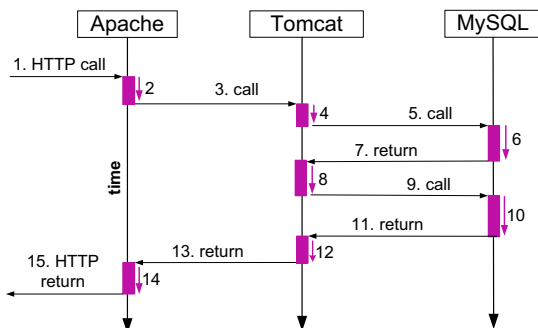 Apache
Tomcat
MySQL
1. HTTP call
2
3. call
4
5. call
6
7. return
8
9. call
10
11. return
12
13. return
14
15. HTTP
return
time